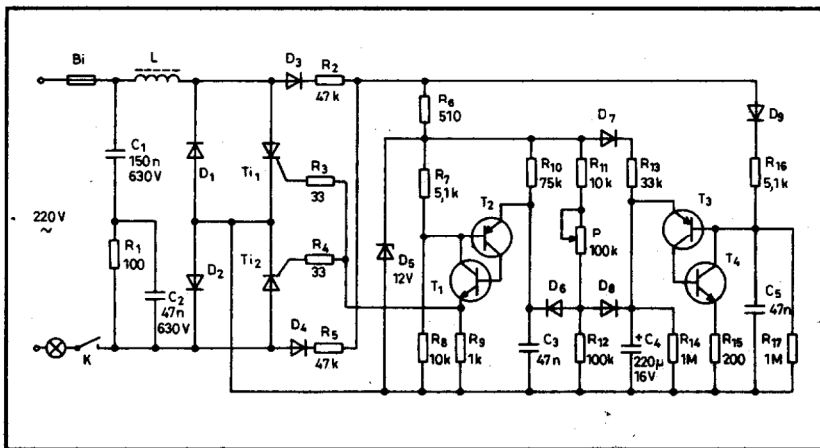 Bi
L
D3
R2
47k
C1
150n
630V
D1
Ti1
R3
33
220V
~
R1
100
C2
47n
630V
D2
Ti2
R4
33
K
D4
R5
47k
R6
510
R7
5,1k
D5
12V
T2
T1
R8
10k
R9
1k
R10
75k
R11
10k
P
100k
D6
D8
C3
47n
R12
100k
D7
R13
33k
+
C4
220μ
16V
R14
1M
T3
T4
R15
200
D9
R16
5,1k
C5
47n
R17
1M